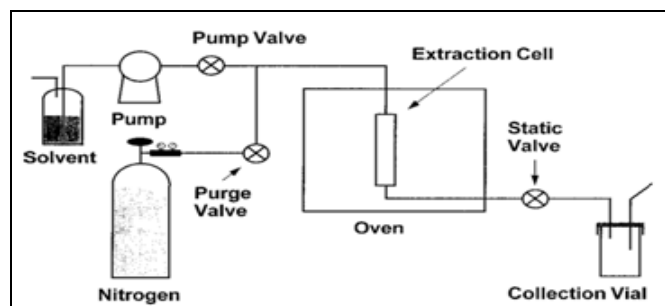 Pump Valve
Extraction Cell
Pump
Solvent
Static
Valve
Purge
Valve
Oven
Nitrogen
Collection Vial